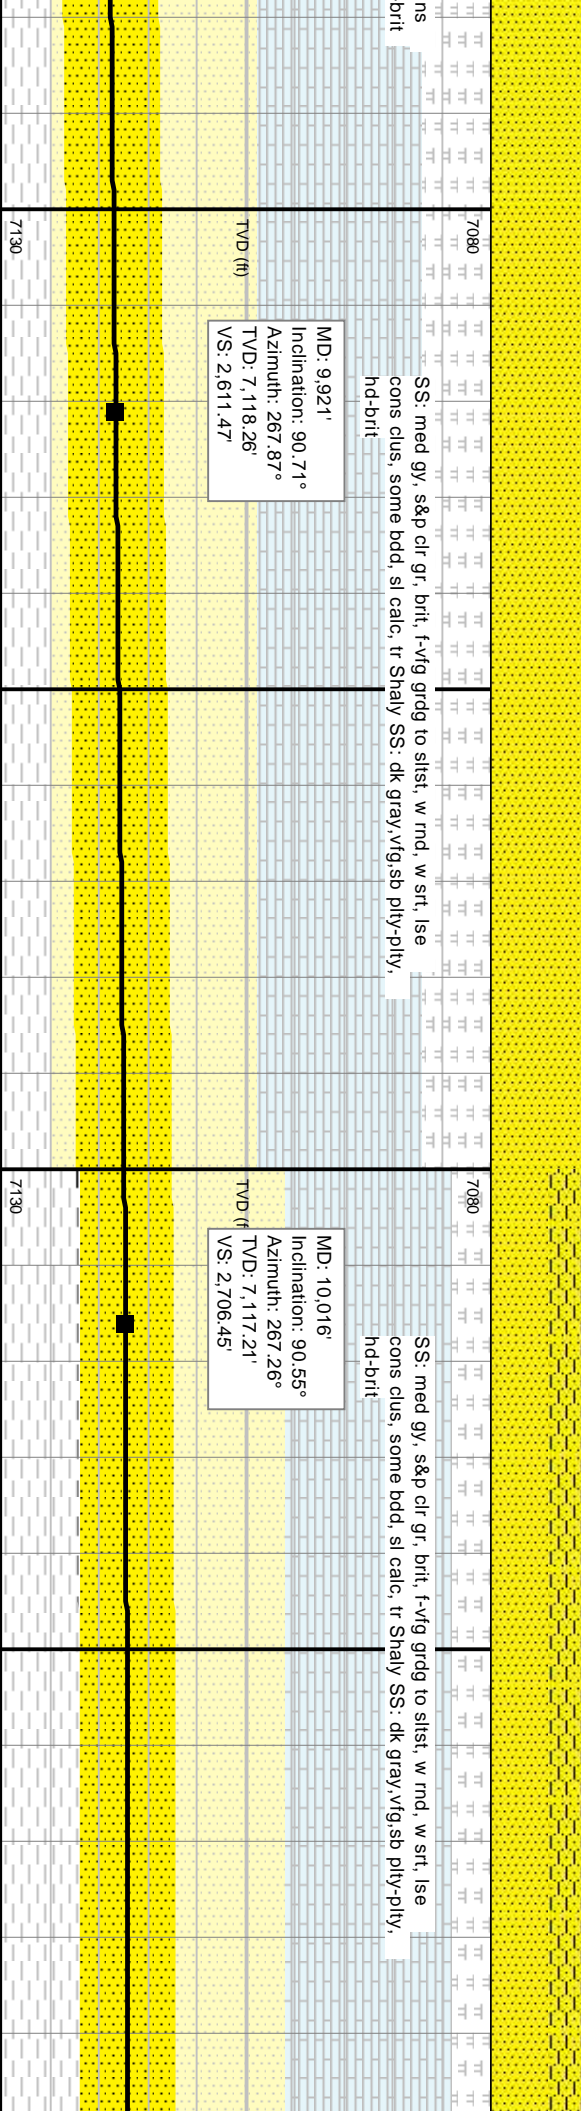 ns
-brit
7080
TVD (ft)
7130
SS: med gy, s&p clr gr, brit, f-vfg grdg to sltst, w rnd, w srt, lse
cons clus, some bdd, sl calc, tr Shaly SS: dk gray,vfg,sb plty-plty,
hd-brit
MD: 9,921'
Inclination: 90.71°
Azimuth: 267.87°
TVD: 7,118.26'
VS: 2,611.47'
7080
TVD (f
7130
SS: med gy, s&p clr gr, brit, f-vfg grdg to sltst, w rnd, w srt, lse
cons clus, some bdd, sl calc, tr Shaly SS: dk gray,vfg,sb plty-plty,
hd-brit
MD: 10,016'
Inclination: 90.55°
Azimuth: 267.26°
TVD: 7,117.21'
VS: 2,706.45'